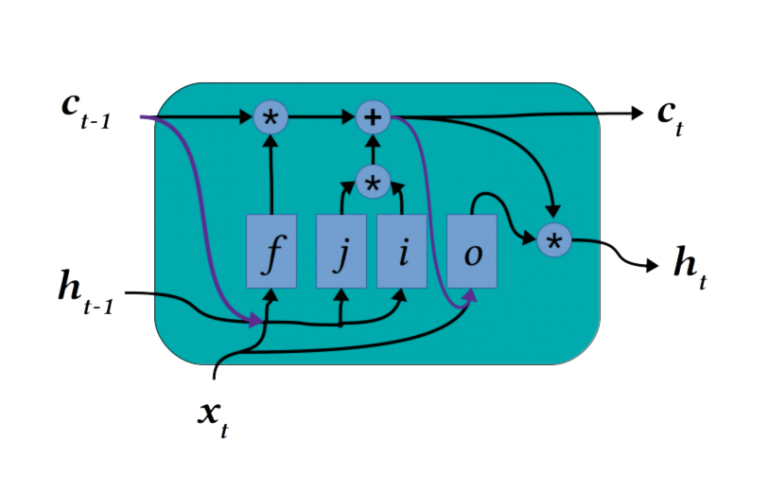 c t-1
* + c t
*
f j i o * h t
h t-1
x t